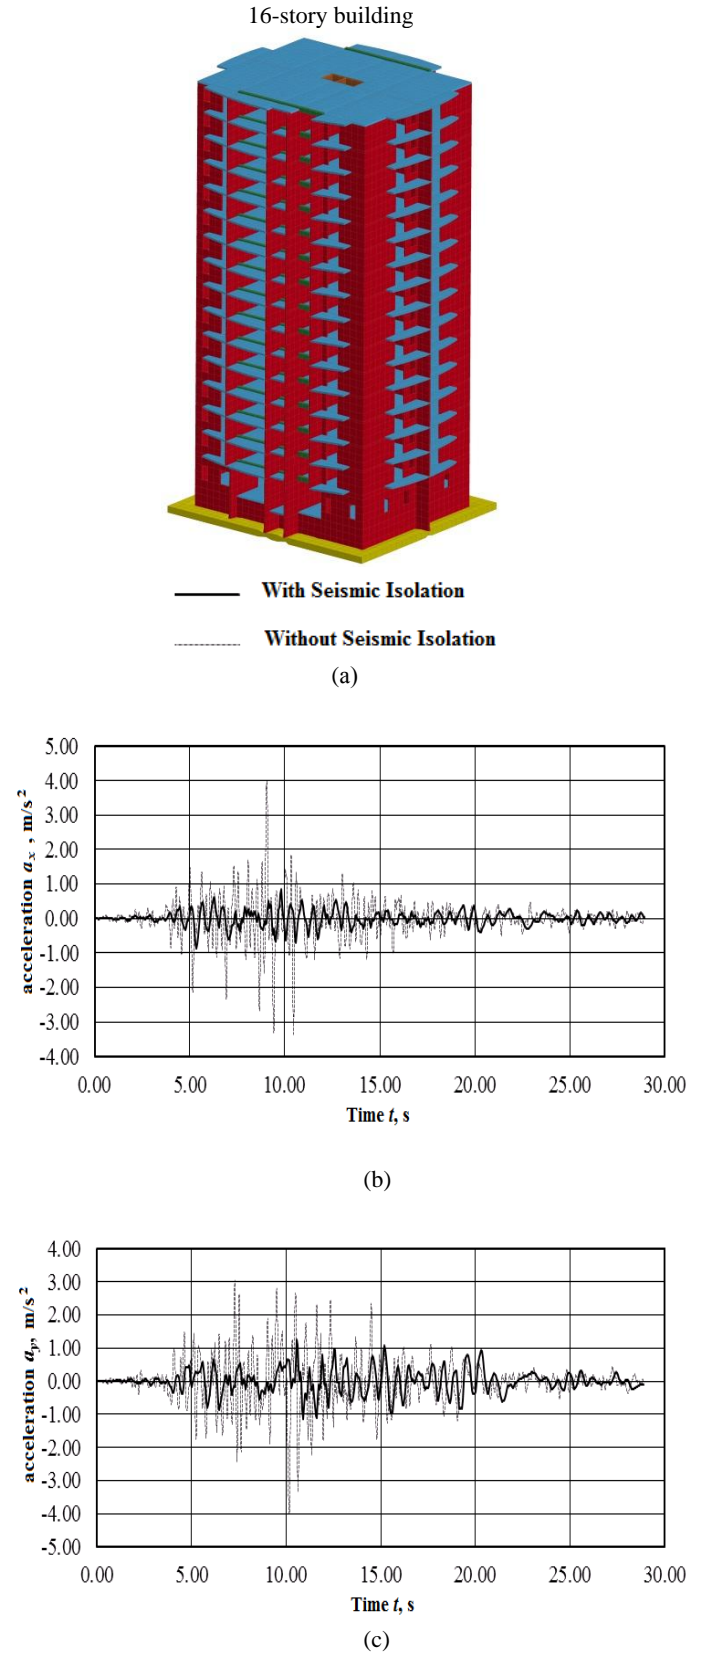 16-story building
With Seismic Isolation
Without Seismic Isolation
(a)
acceleration aₓ , m/s²
5.00
4.00
3.00
2.00
1.00
0.00
-1.00
-2.00
-3.00
-4.00
0.00 5.00 10.00 15.00 20.00 25.00 30.00
Time t, s
(b)
acceleration aᵧ, m/s²
4.00
3.00
2.00
1.00
0.00
-1.00
-2.00
-3.00
-4.00
-5.00
0.00 5.00 10.00 15.00 20.00 25.00 30.00
Time t, s
(c)